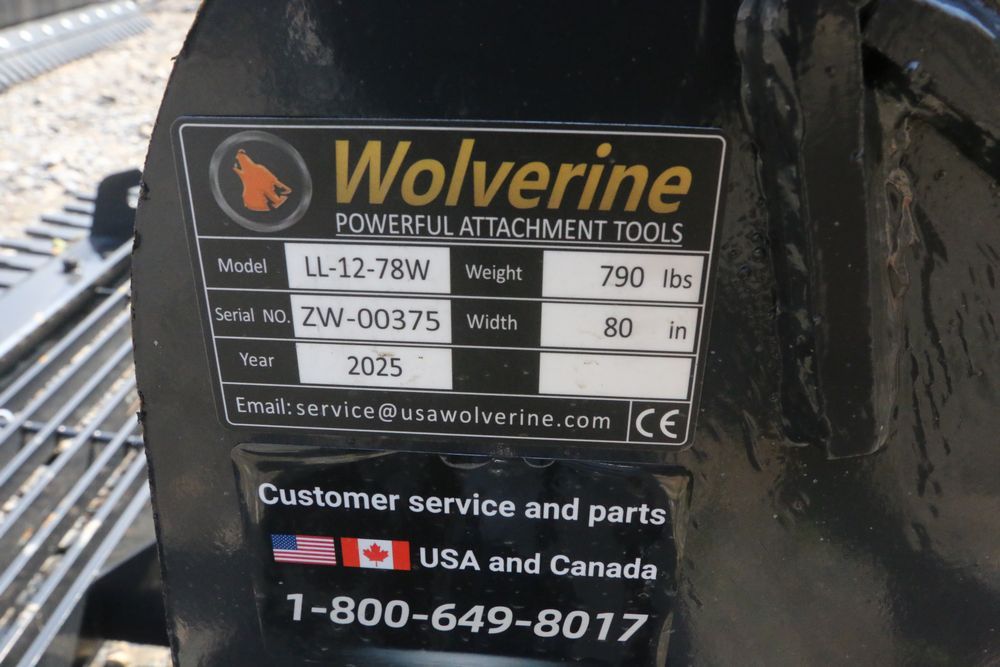 Wolverine
POWERFUL ATTACHMENT TOOLS
Model LL-12-78W Weight 790 lbs
Serial NO. ZW-00375 Width 80 in
Year 2025
Email: service@usawolverine.com CE
Customer service and parts
USA and Canada
1-800-649-8017